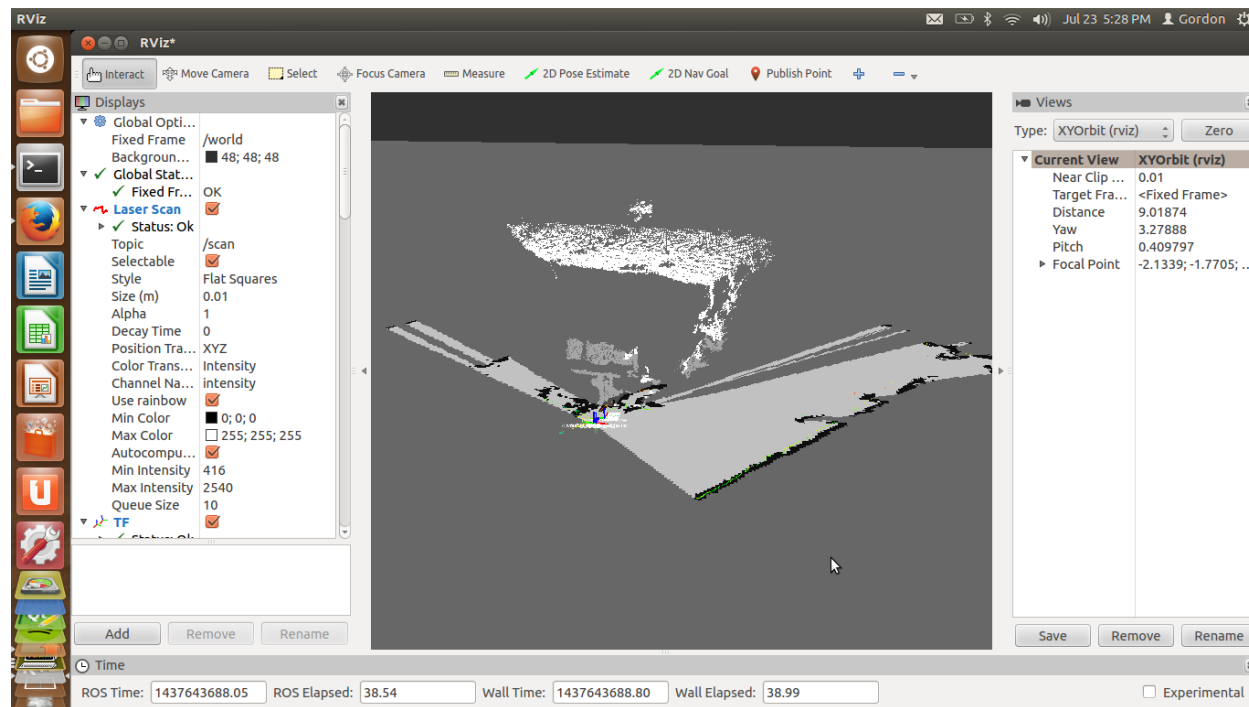 RViz
Jul 23 5:28 PM Gordon
RViz*
Interact Move Camera Select Focus Camera Measure 2D Pose Estimate 2D Nav Goal Publish Point
Displays
Global Opti...
Fixed Frame /world
Backgroun... 48; 48; 48
Global Stat...
Fixed Fr... OK
Laser Scan
Status: Ok
Topic /scan
Selectable
Style Flat Squares
Size (m) 0.01
Alpha 1
Decay Time 0
Position Tra... XYZ
Color Trans... Intensity
Channel Na... intensity
Use rainbow
Min Color 0; 0; 0
Max Color 255; 255; 255
Autocompu...
Min Intensity 416
Max Intensity 2540
Queue Size 10
TF
Status: Ok
Add Remove Rename
Views
Type: XYOrbit (rviz) Zero
Current View XYOrbit (rviz)
Near Clip ... 0.01
Target Fra... <Fixed Frame>
Distance 9.01874
Yaw 3.27888
Pitch 0.409797
Focal Point -2.1339; -1.7705; ...
Save Remove Rename
Time
ROS Time: 1437643688.05 ROS Elapsed: 38.54 Wall Time: 1437643688.80 Wall Elapsed: 38.99 Experimental